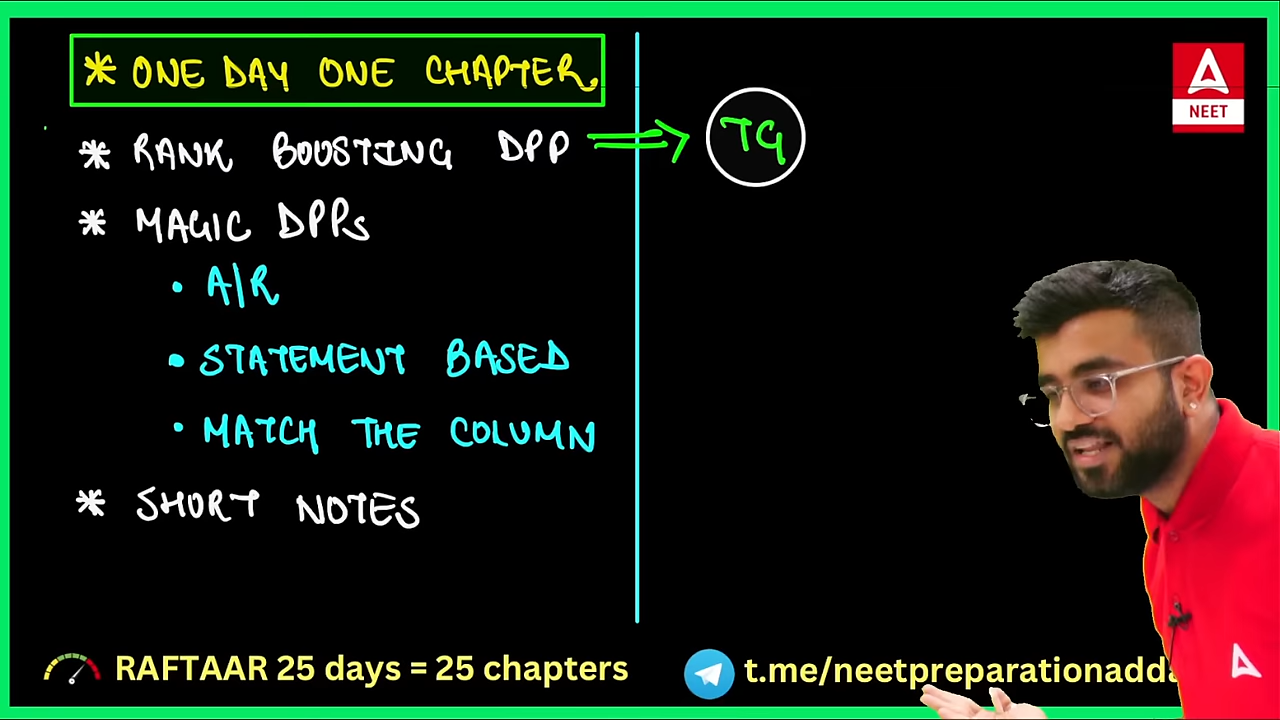 * ONE DAY ONE CHAPTER.
* RANK BOOSTING DPP ⇒ TG
* MAGIC DPPs
• A/R
• STATEMENT BASED
• MATCH THE COLUMN
* SHORT NOTES
NEET
RAFTAAR 25 days = 25 chapters
t.me/neetpreparationadda